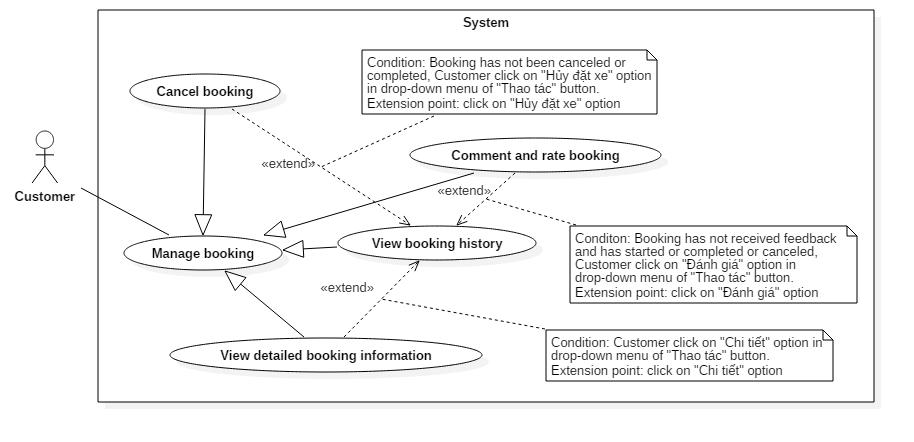 System
Condition: Booking has not been canceled or
completed, Customer click on "Hủy đặt xe" option
in drop-down menu of "Thao tác" button.
Extension point: click on "Hủy đặt xe" option
Cancel booking
«extend»
Comment and rate booking
«extend»
Customer
Manage booking
View booking history
Conditon: Booking has not received feedback
and has started or completed or canceled,
Customer click on "Đánh giá" option in
drop-down menu of "Thao tác" button.
Extension point: click on "Đánh giá" option
«extend»
View detailed booking information
Condition: Customer click on "Chi tiết" option in
drop-down menu of "Thao tác" button.
Extension point: click on "Chi tiết" option